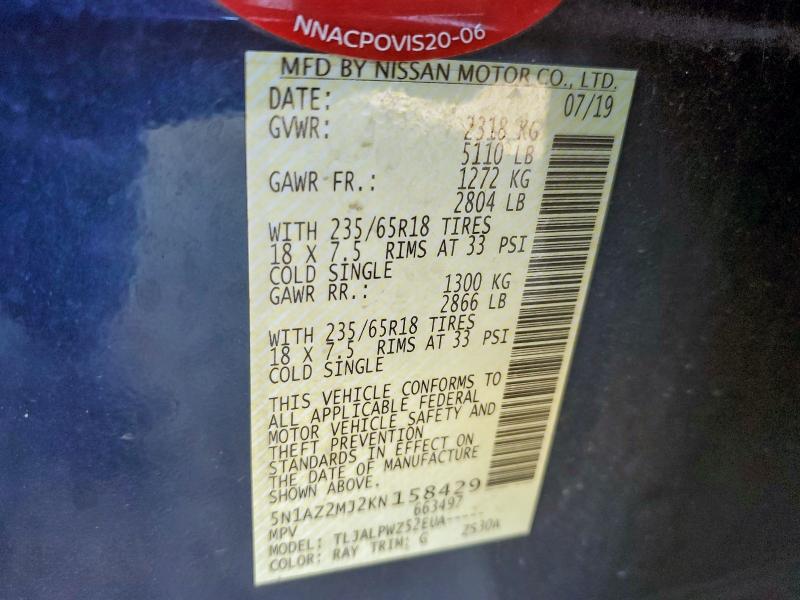 NNACPOVIS20-06
MFD BY NISSAN MOTOR CO., LTD.
DATE: 07/19
GVWR: 2318 KG
5110 LB
GAWR FR.: 1272 KG
2804 LB
WITH 235/65R18 TIRES
18 X 7.5 RIMS AT 33 PSI
COLD SINGLE
GAWR RR.: 1300 KG
2866 LB
WITH 235/65R18 TIRES
18 X 7.5 RIMS AT 33 PSI
COLD SINGLE
THIS VEHICLE CONFORMS TO
ALL APPLICABLE FEDERAL
MOTOR VEHICLE SAFETY AND
THEFT PREVENTION
STANDARDS IN EFFECT ON
THE DATE OF MANUFACTURE
SHOWN ABOVE.
5N1AZ2MJ2KN158429
MPV 663497
MODEL: TLJALPWZ52EUA-----
COLOR: RAY TRIM: G ZS30A